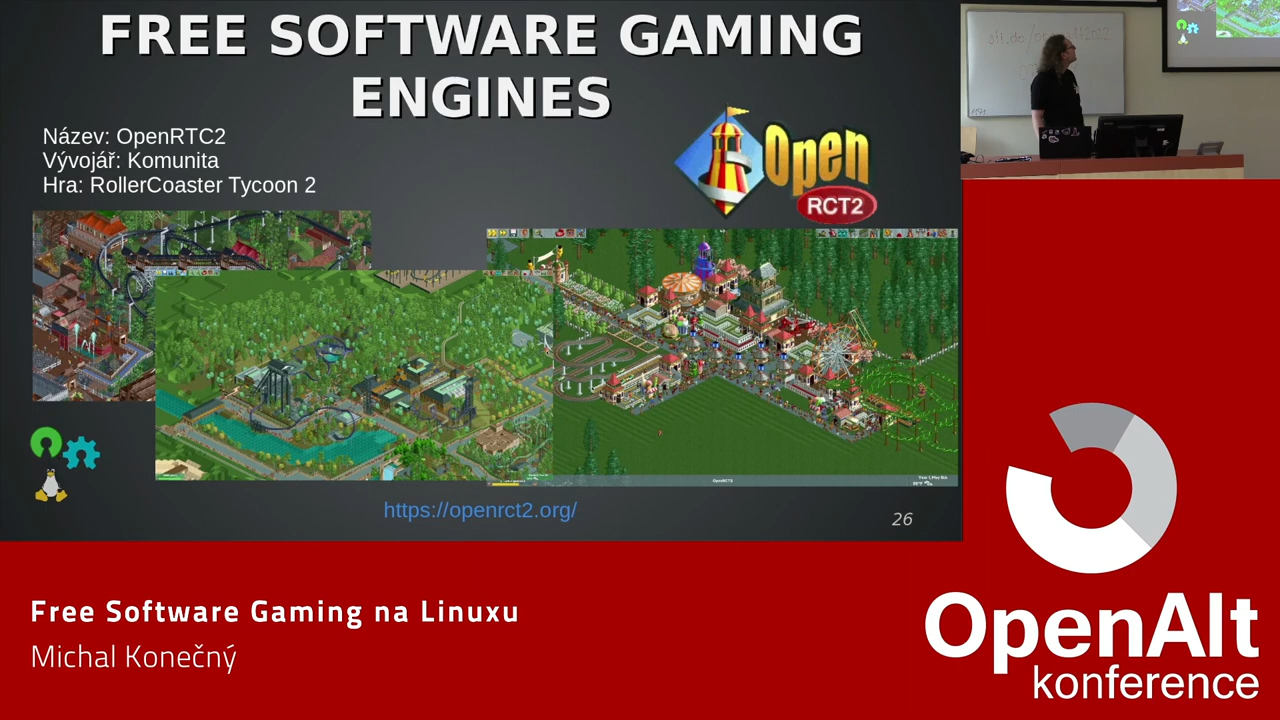 FREE SOFTWARE GAMING
ENGINES
Název: OpenRTC2
Vývojář: Komunita
Hra: RollerCoaster Tycoon 2
Open
RCT2
OpenRCT2
https://openrct2.org/
26
Free Software Gaming na Linuxu
Michal Konečný
OpenAlt
konference